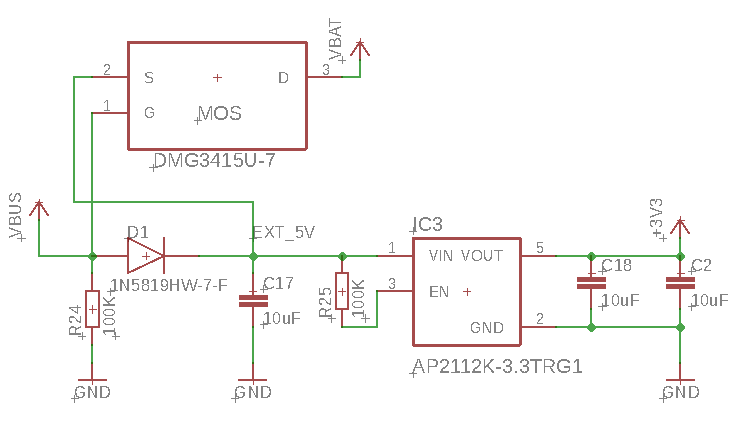 VBAT
2 S D 3
1 G MOS
DMG3415U-7
VBUS
D1
EXT_5V
IC3
+3V3
1 VIN VOUT 5
1N5819HW-7-F
C17
3 EN
C18
C2
R24
100K
10uF
R25
100K
10uF
10uF
GND 2
AP2112K-3.3TRG1
GND
GND
GND